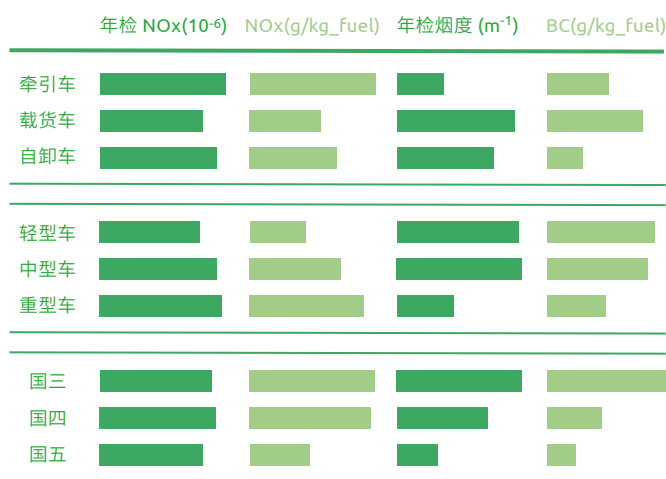 年检 NOx(10⁻⁶) NOx(g/kg_fuel) 年检烟度 (m⁻¹) BC(g/kg_fuel)
牵引车
载货车
自卸车
轻型车
中型车
重型车
国三
国四
国五